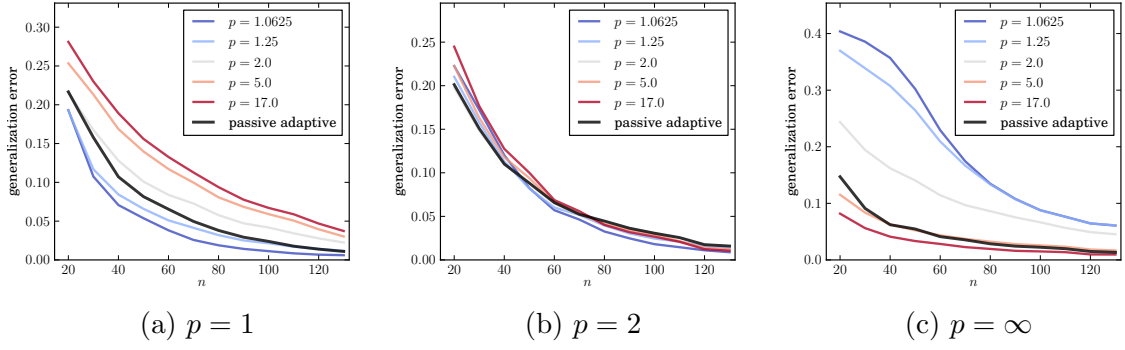 0.30
0.25
0.20
0.15
0.10
0.05
0.00
generalization error
20 40 60 80 100 120
n
p = 1.0625
p = 1.25
p = 2.0
p = 5.0
p = 17.0
passive adaptive
(a) p = 1
0.25
0.20
0.15
0.10
0.05
0.00
generalization error
20 40 60 80 100 120
n
p = 1.0625
p = 1.25
p = 2.0
p = 5.0
p = 17.0
passive adaptive
(b) p = 2
0.4
0.3
0.2
0.1
0.0
generalization error
20 40 60 80 100 120
n
p = 1.0625
p = 1.25
p = 2.0
p = 5.0
p = 17.0
passive adaptive
(c) p = ∞